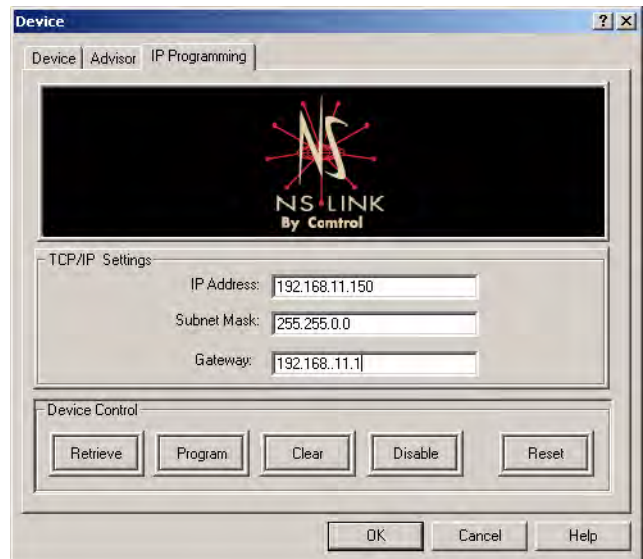 Device
Device Advisor IP Programming
NS
NS LINK
By Comtrol
TCP/IP Settings
IP Address: 192.168.11.150
Subnet Mask: 255.255.0.0
Gateway: 192.168..11.1
Device Control
Retrieve Program Clear Disable Reset
OK Cancel Help